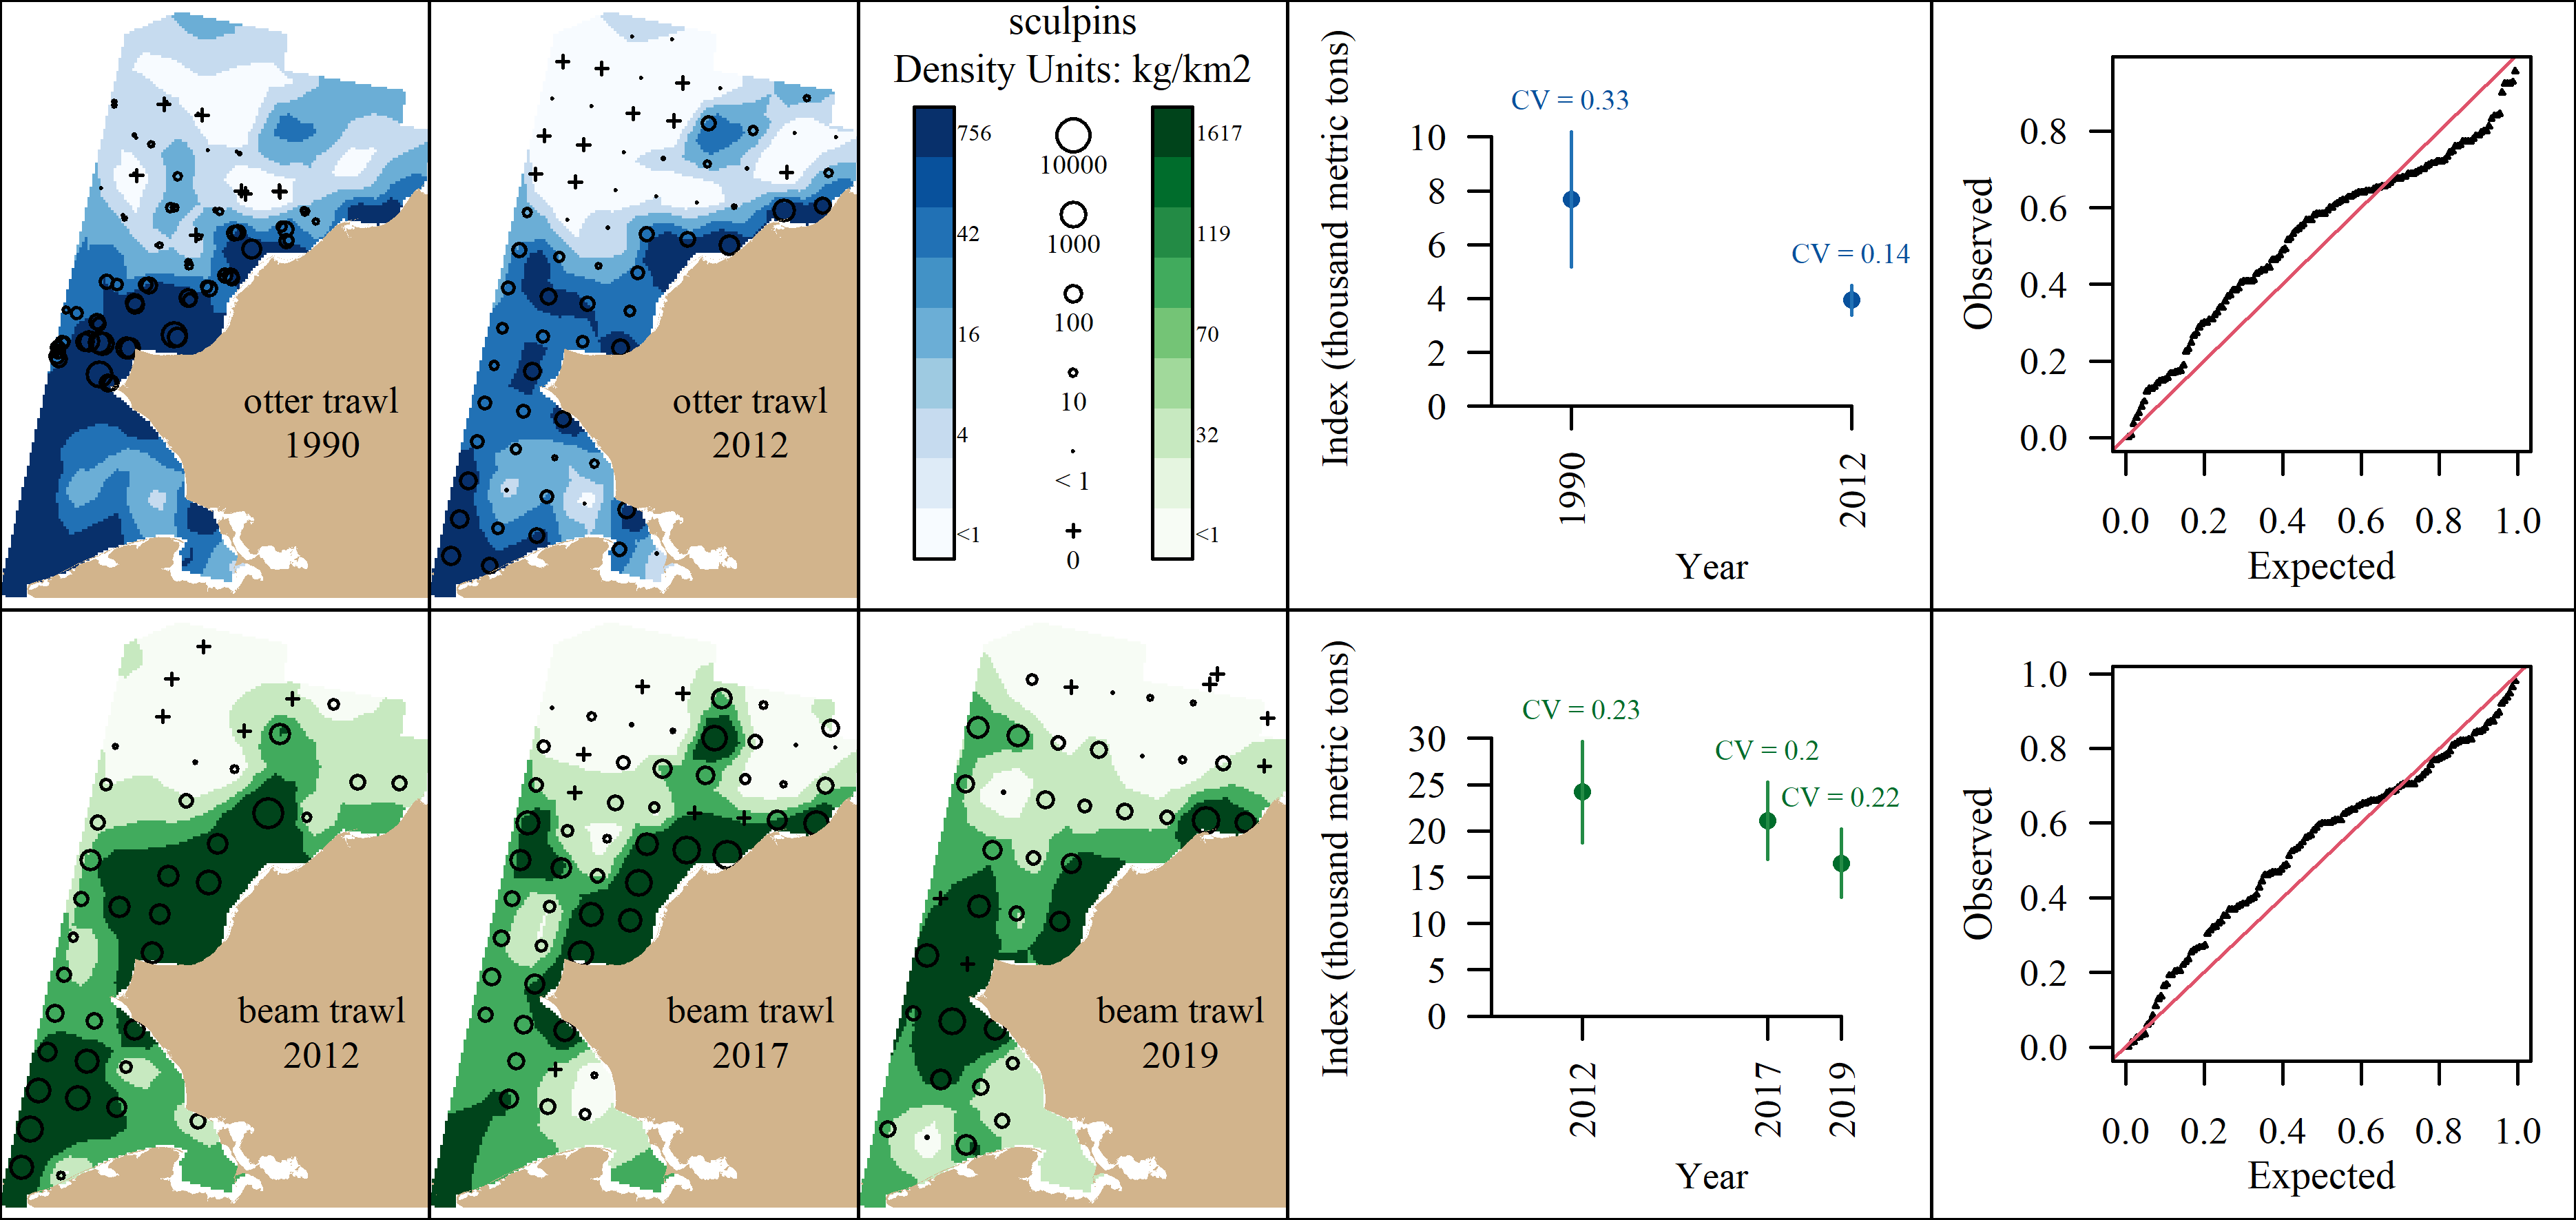 otter trawl
1990
otter trawl
2012
sculpins
Density Units: kg/km2
756
42
16
4
<1
10000
1000
100
10
< 1
0
1617
119
70
32
<1
Index (thousand metric tons)
10
8
6
4
2
0
CV = 0.33
CV = 0.14
1990
2012
Year
Observed
0.8
0.6
0.4
0.2
0.0
0.0 0.2 0.4 0.6 0.8 1.0
Expected
beam trawl
2012
beam trawl
2017
beam trawl
2019
Index (thousand metric tons)
30
25
20
15
10
5
0
CV = 0.23
CV = 0.2
CV = 0.22
2012
2017
2019
Year
Observed
1.0
0.8
0.6
0.4
0.2
0.0
0.0 0.2 0.4 0.6 0.8 1.0
Expected